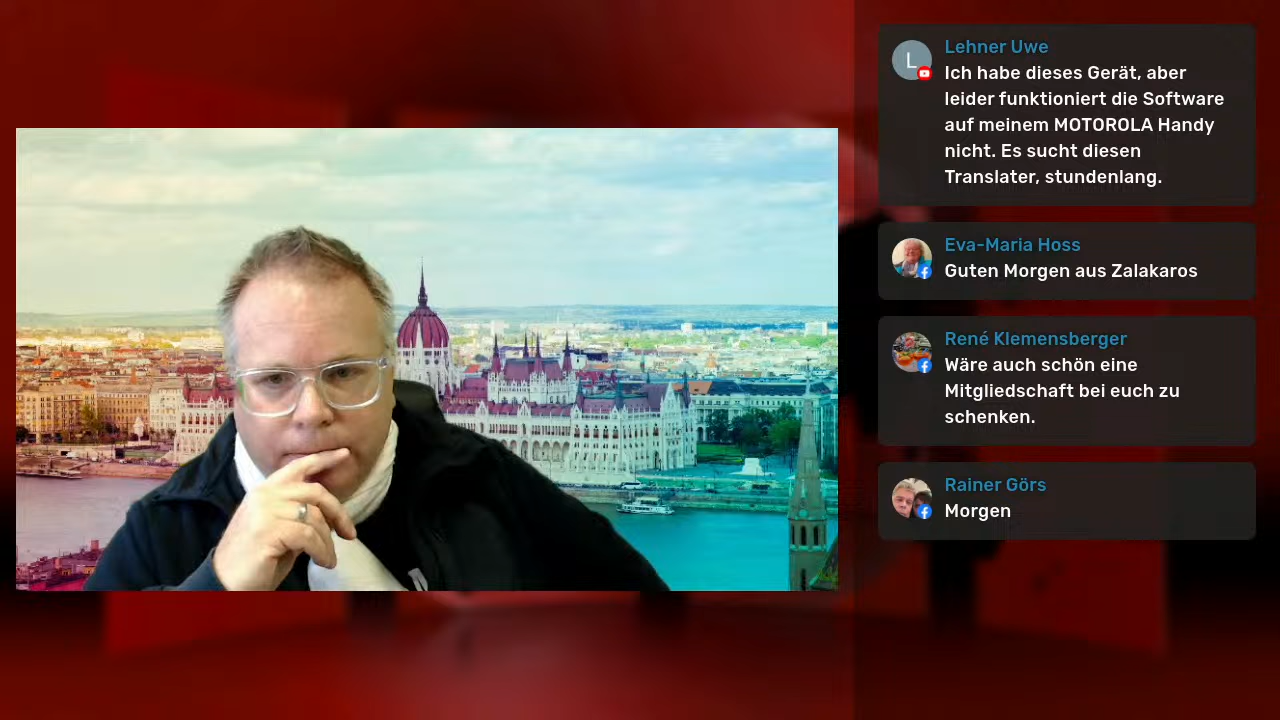 Lehner Uwe
L
Ich habe dieses Gerät, aber
leider funktioniert die Software
auf meinem MOTOROLA Handy
nicht. Es sucht diesen
Translater, stundenlang.
Eva-Maria Hoss
Guten Morgen aus Zalakaros
René Klemensberger
Wäre auch schön eine
Mitgliedschaft bei euch zu
schenken.
Rainer Görs
Morgen